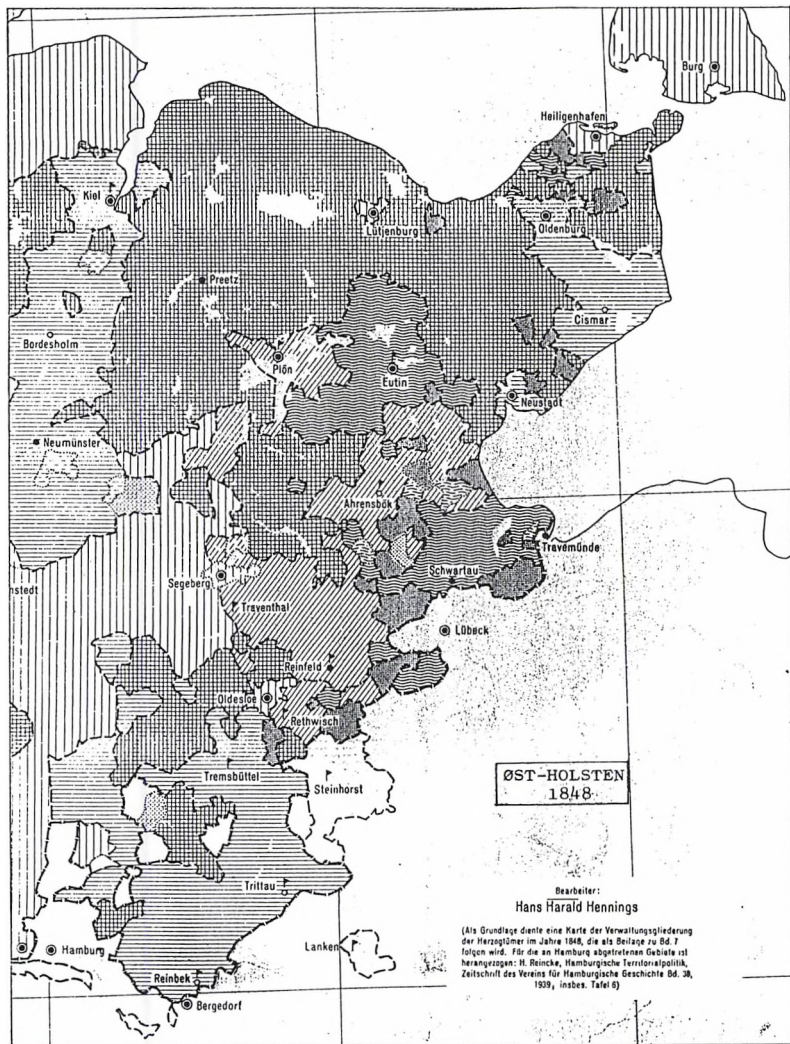 Burg
Heiligenhafen
Kiel
Lütjenburg
Oldenburg
Preetz
Cismar
Bordesholm
Plön
Eutin
Neustadt
Neumünster
Ahrensbök
Travemünde
Segeberg
Schwartau
nstedt
Traventhal
Lübeck
Reinfeld
Oldesloe
Rethwisch
Tremsbüttel
Steinhorst
ØST-HOLSTEN
1848
Trittau
Bearbeiter:
Hans Harald Hennings
(Als Grundlage diente eine Karte der Verwaltungsgliederung
der Herzogtümer im Jahre 1848, die als Beilage zu Bd. 7
folgen wird. Für die an Hamburg abgetretenen Gebiete ist
herangezogen: H. Reincke, Hamburgische Territorialpolitik,
Zeitschrift des Vereins für Hamburgische Geschichte Bd. 38,
1939, insbes. Tafel 6)
Hamburg
Lanken
Reinbek
Bergedorf